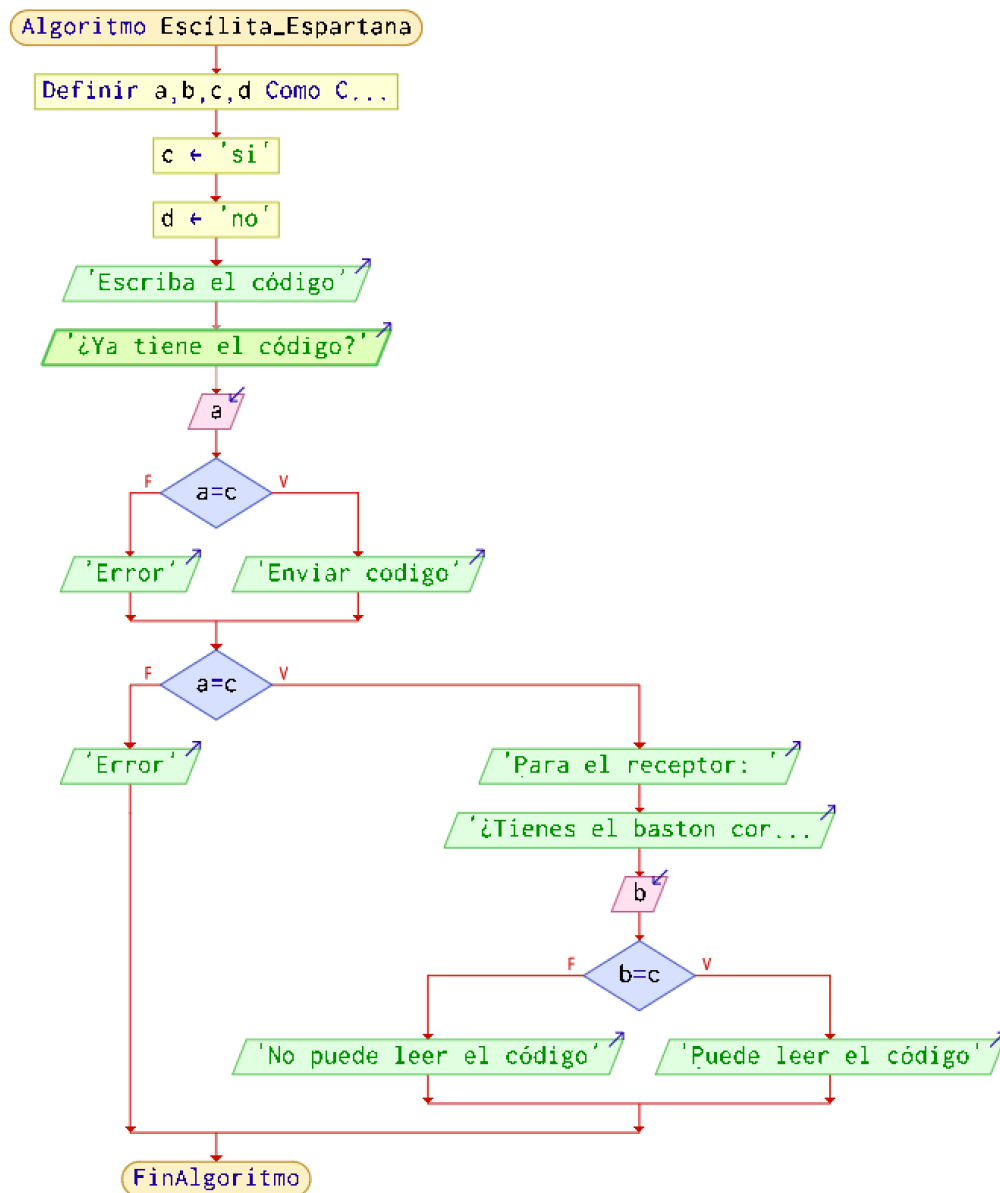 Algoritmo Escílita_Espartana
Definir a,b,c,d Como C...
c ← 'si'
d ← 'no'
'Escriba el código'
'¿Ya tiene el código?'
a
F
a=c
V
'Error'
'Enviar codigo'
F
a=c
V
'Error'
'Para el receptor: '
'¿Tienes el baston cor...
b
F
b=c
V
'No puede leer el código'
'Puede leer el código'
FinAlgoritmo